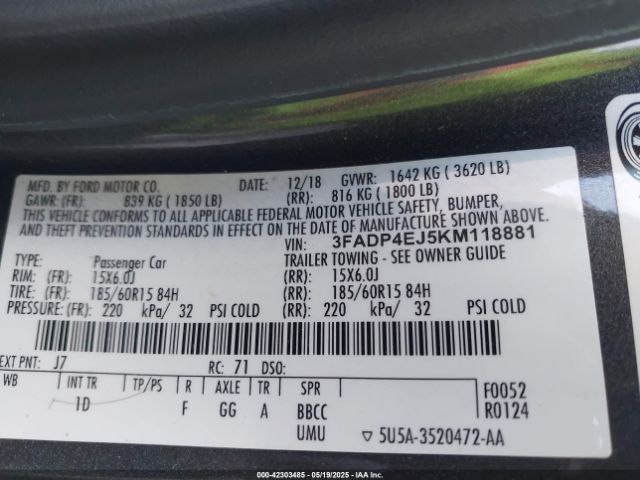 MFD. BY FORD MOTOR CO. DATE: 12/18 GVWR: 1642 KG ( 3620 LB)
GAWR: (FR): 839 KG ( 1850 LB) (RR): 816 KG ( 1800 LB)
THIS VEHICLE CONFORMS TO ALL APPLICABLE FEDERAL MOTOR VEHICLE SAFETY, BUMPER,
AND THEFT PREVENTION STANDARDS IN EFFECT ON THE DATE OF MANUFACTURE SHOWN ABOVE.
VIN: 3FADP4EJ5KM118881
TYPE: Passenger Car TRAILER TOWING - SEE OWNER GUIDE
RIM: (FR): 15X6.0J (RR): 15X6.0J
TIRE: (FR): 185/60R15 84H (RR): 185/60R15 84H
PRESSURE: (FR): 220 kPa/ 32 PSI COLD (RR): 220 kPa/ 32 PSI COLD
EXT PNT: J7 RC: 71 DSO:
WB INT TR TP/PS R AXLE TR SPR F0052
1D F GG A BBCC R0124
UMU ▽ 5U5A-3520472-AA
© IAA - 000-42303485 - 05/19/2025 - IAAI.COM